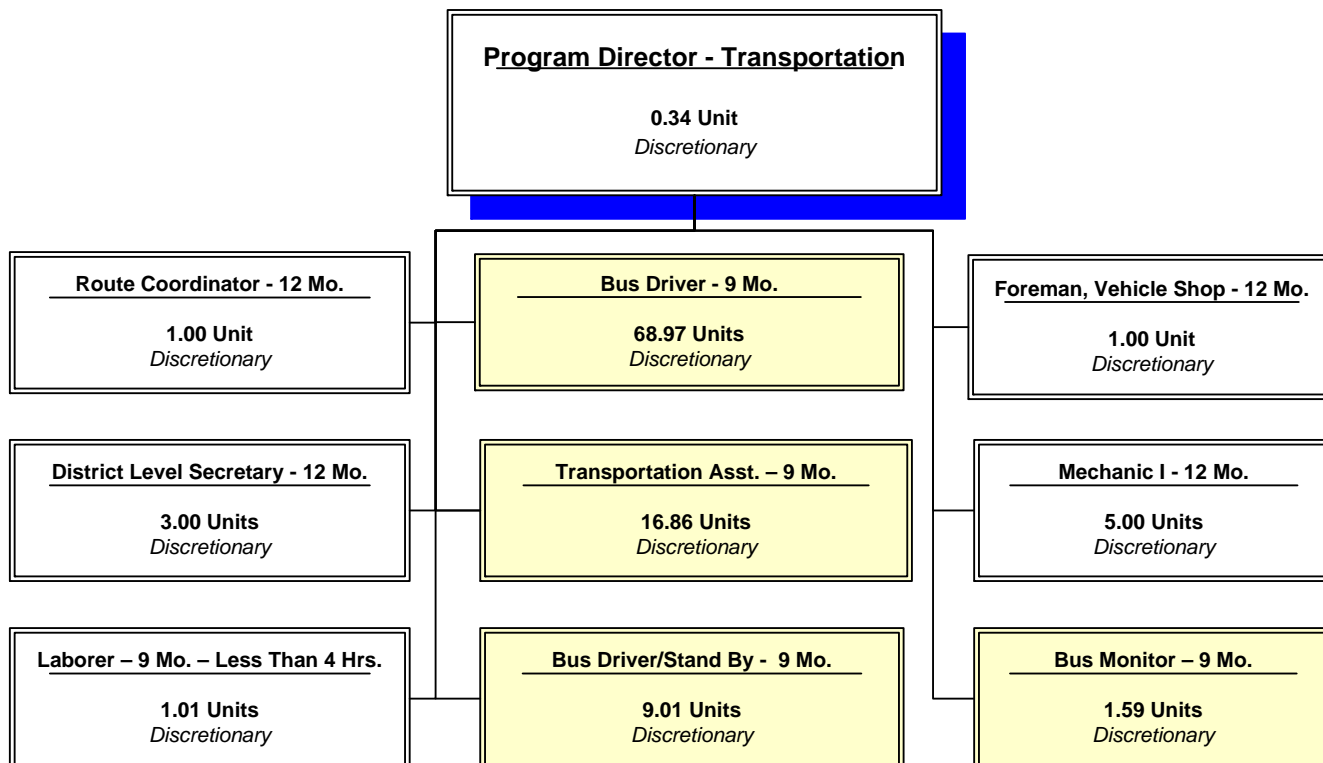 Program Director - Transportation
0.34 Unit
Discretionary
Route Coordinator - 12 Mo.
1.00 Unit
Discretionary
Bus Driver - 9 Mo.
68.97 Units
Discretionary
Foreman, Vehicle Shop - 12 Mo.
1.00 Unit
Discretionary
District Level Secretary - 12 Mo.
3.00 Units
Discretionary
Transportation Asst. – 9 Mo.
16.86 Units
Discretionary
Mechanic I - 12 Mo.
5.00 Units
Discretionary
Laborer – 9 Mo. – Less Than 4 Hrs.
1.01 Units
Discretionary
Bus Driver/Stand By - 9 Mo.
9.01 Units
Discretionary
Bus Monitor – 9 Mo.
1.59 Units
Discretionary